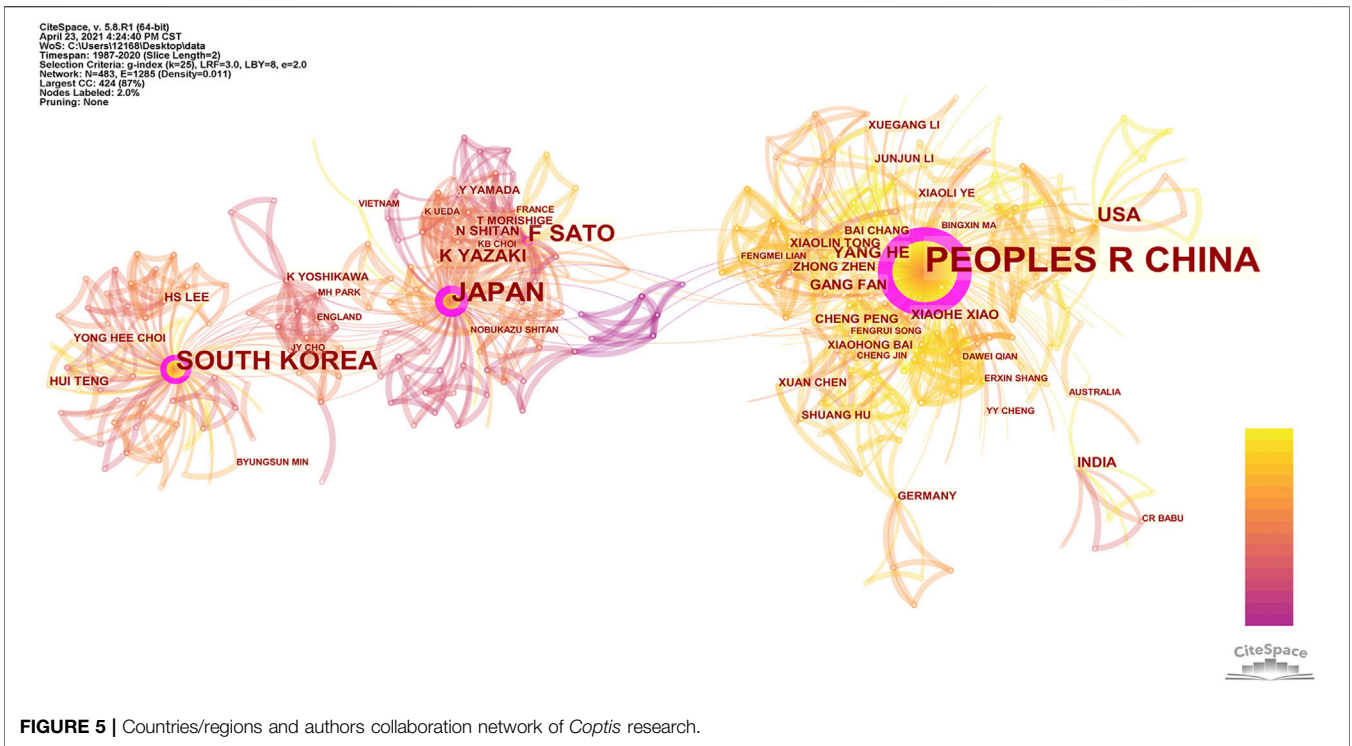 CiteSpace, v. 5.8.R1 (64-bit)
April 23, 2021 4:24:40 PM CST
WoS: C:\Users\12168\Desktop\data
Timespan: 1987-2020 (Slice Length=2)
Selection Criteria: g-index (k=25), LRF=3.0, LBY=8, e=2.0
Network: N=483, E=1285 (Density=0.011)
Largest CC: 424 (87%)
Nodes Labeled: 2.0%
Pruning: None
XUEGANG LI
JUNJUN LI
Y YAMADA
XIAOLI YE
VIETNAM
K UEDA
FRANCE
T MORISHIGE
USA
N SHITAN
F SATO
BAI CHANG
BINGXIN MA
KB CHOI
XIAOLIN TONG
K YAZAKI
FENGMEI LIAN
YANG HE
PEOPLES R CHINA
ZHONG ZHEN
K YOSHIKAWA
GANG FAN
HS LEE
MH PARK
JAPAN
ENGLAND
CHENG PENG
XIAOHE XIAO
NOBUKAZU SHITAN
FENGRUI SONG
YONG HEE CHOI
JY CHO
XIAOHONG BAI
CHENG JIN
DAWEI QIAN
SOUTH KOREA
HUI TENG
XUAN CHEN
ERXIN SHANG
AUSTRALIA
SHUANG HU
YY CHENG
BYUNGSUN MIN
INDIA
GERMANY
CR BABU
CiteSpace
FIGURE 5 | Countries/regions and authors collaboration network of Coptis research.